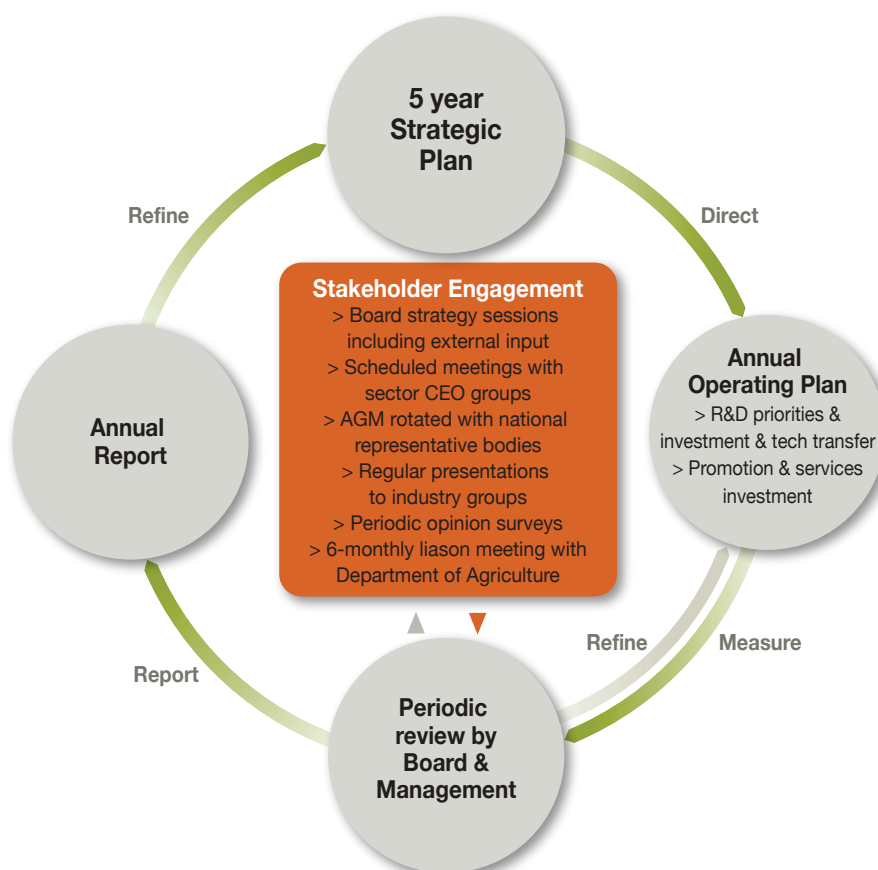 5 year
Strategic
Plan
Refine
Direct
Stakeholder Engagement
> Board strategy sessions
including external input
> Scheduled meetings with
sector CEO groups
> AGM rotated with national
representative bodies
> Regular presentations
to industry groups
> Periodic opinion surveys
> 6-monthly liason meeting with
Department of Agriculture
Annual
Report
Annual
Operating Plan
> R&D priorities &
investment & tech transfer
> Promotion & services
investment
Refine
Measure
Report
Periodic
review by
Board &
Management